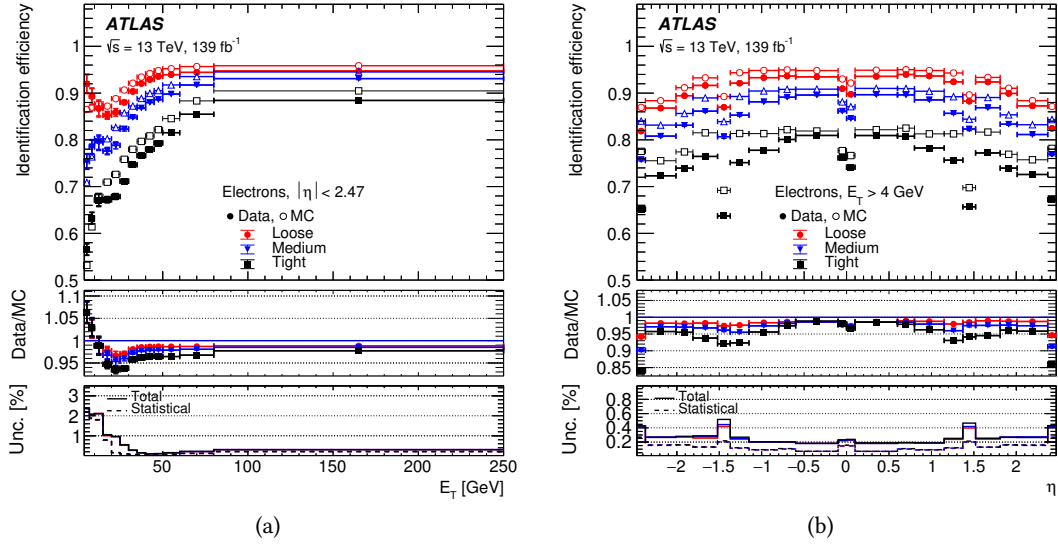 ATLAS
√s = 13 TeV, 139 fb⁻¹
Identification efficiency
1
0.9
0.8
0.7
0.6
0.5
Electrons, |η| < 2.47
Data, MC
Loose
Medium
Tight
Data/MC
1.1
1.05
1
0.95
Unc. [%]
3
2
1
Total
Statistical
50 100 150 200 250
E_T [GeV]
(a)
ATLAS
√s = 13 TeV, 139 fb⁻¹
Identification efficiency
1
0.9
0.8
0.7
0.6
0.5
Electrons, E_T > 4 GeV
Data, MC
Loose
Medium
Tight
Data/MC
1.05
1
0.95
0.9
0.85
Unc. [%]
0.8
0.6
0.4
0.2
Total
Statistical
−2 −1.5 −1 −0.5 0 0.5 1 1.5 2
η
(b)